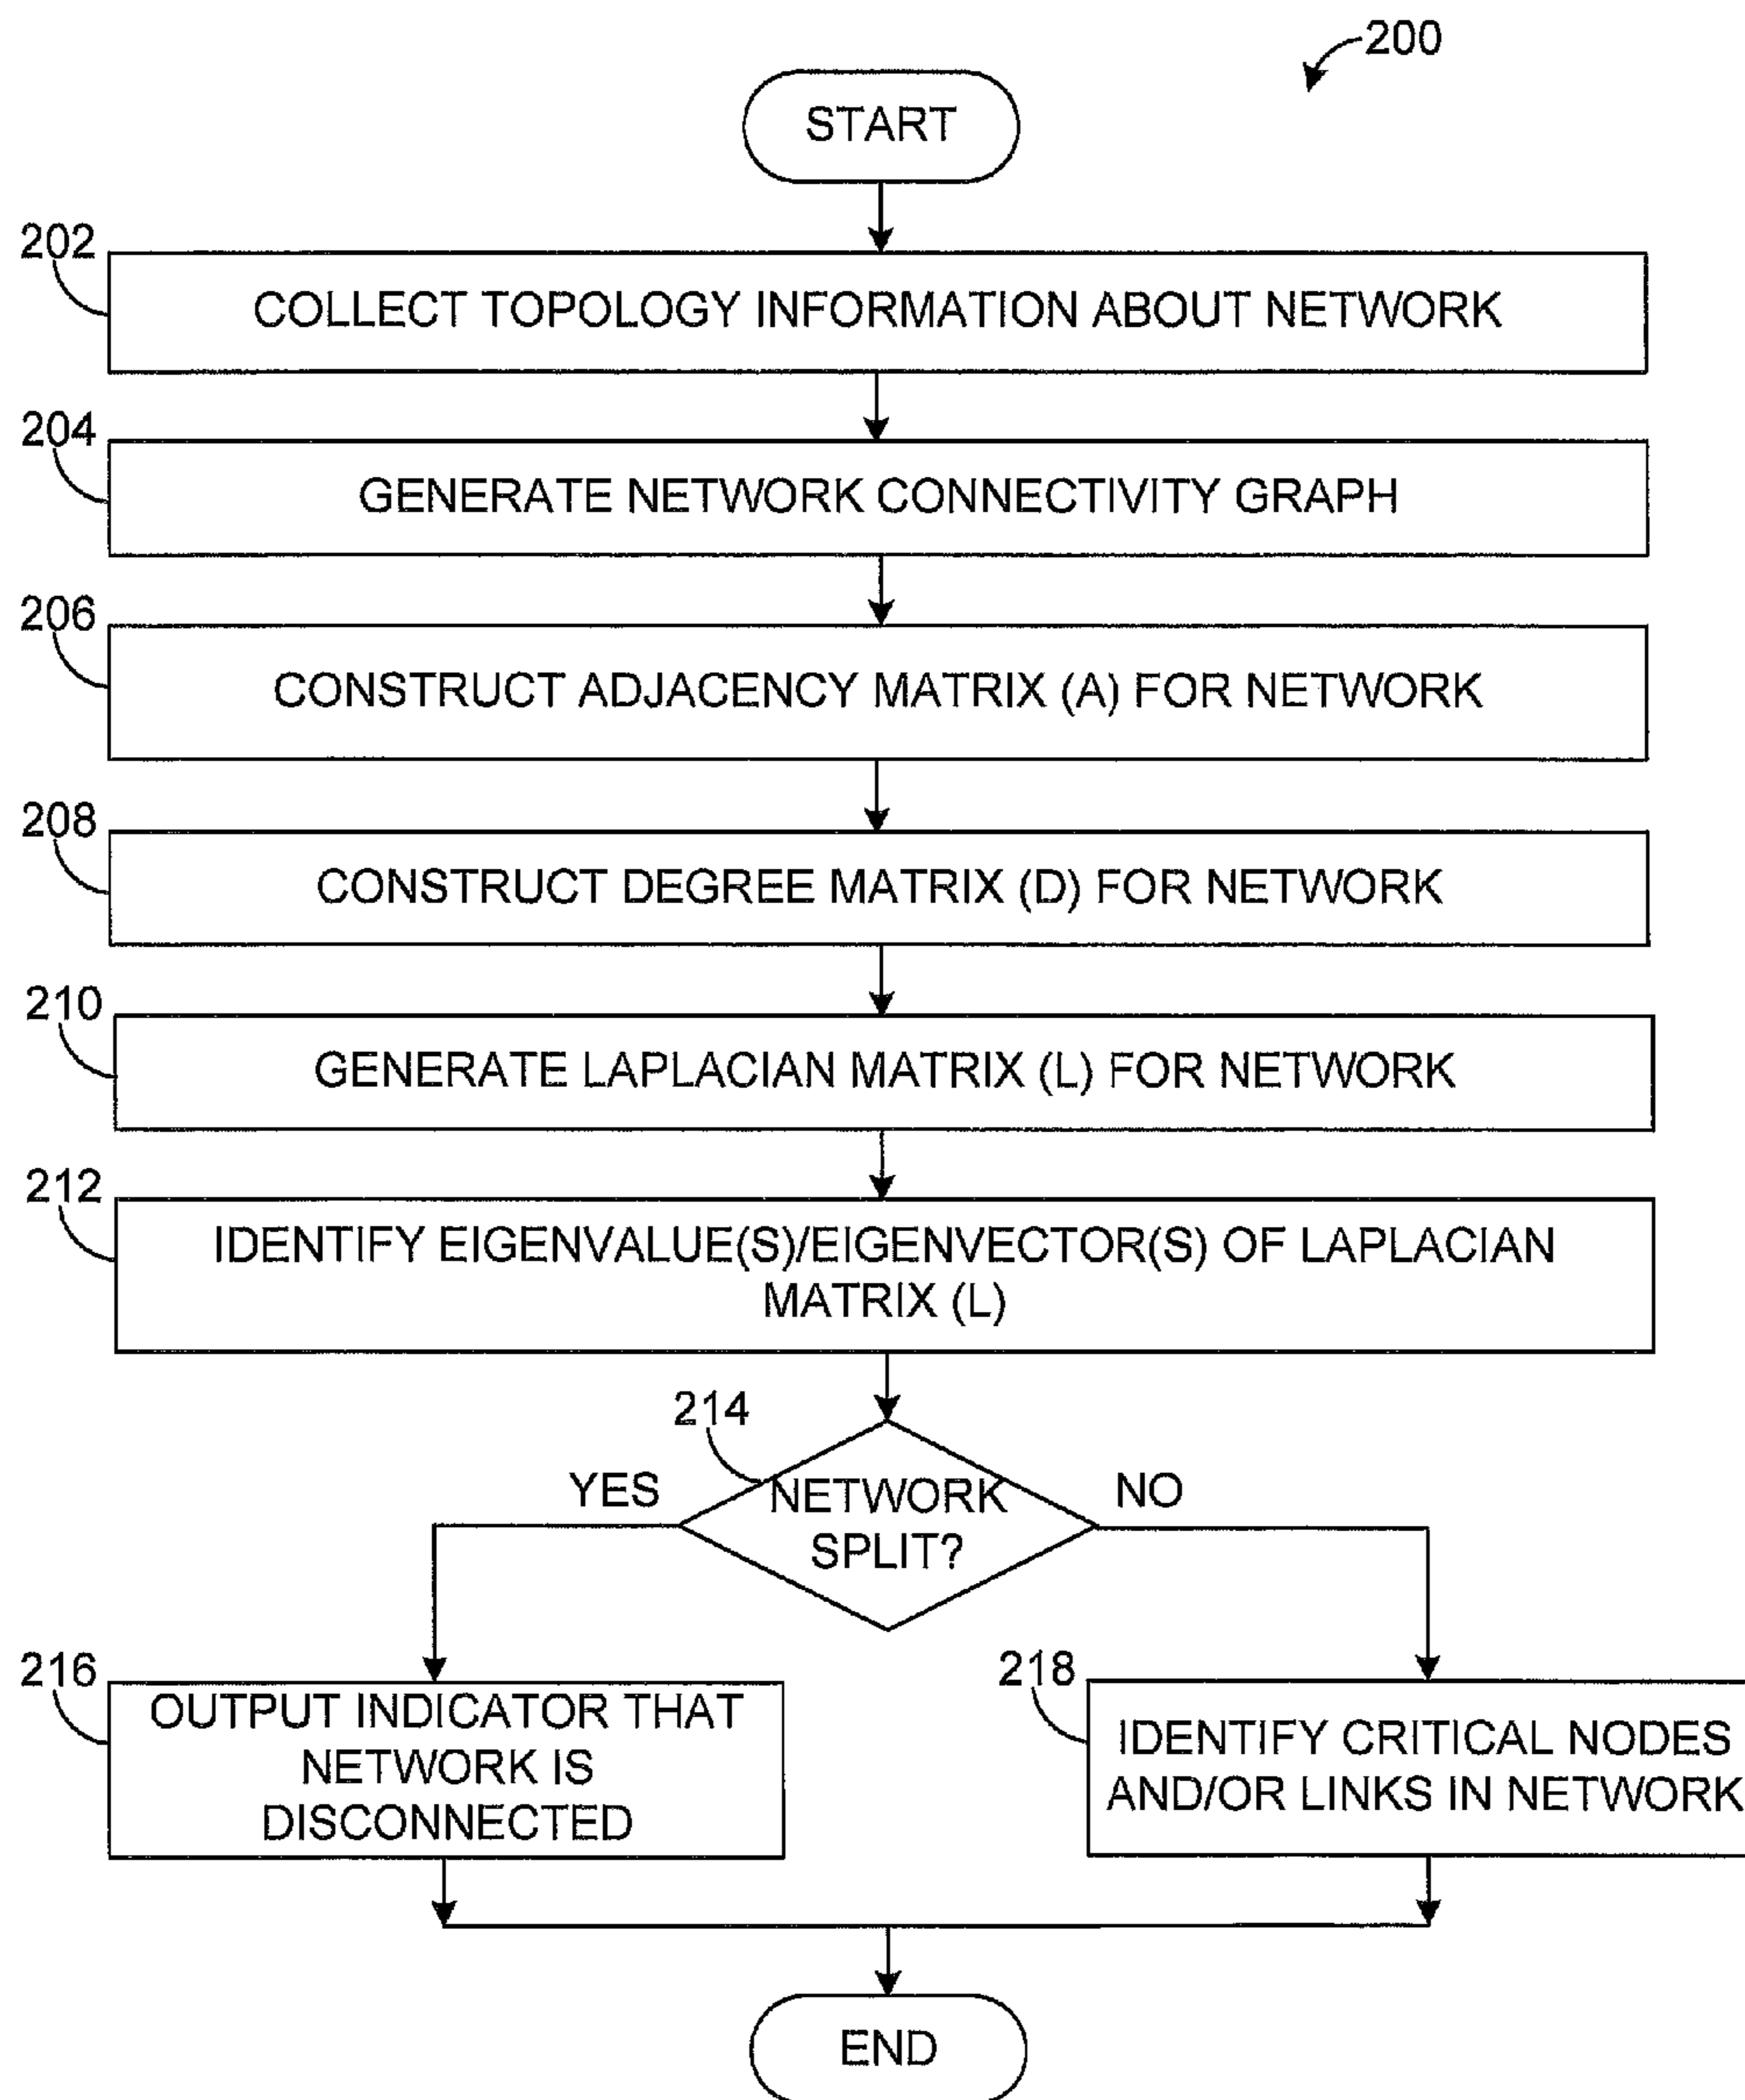 200
START
202
COLLECT TOPOLOGY INFORMATION ABOUT NETWORK
204
GENERATE NETWORK CONNECTIVITY GRAPH
206
CONSTRUCT ADJACENCY MATRIX (A) FOR NETWORK
208
CONSTRUCT DEGREE MATRIX (D) FOR NETWORK
210
GENERATE LAPLACIAN MATRIX (L) FOR NETWORK
212
IDENTIFY EIGENVALUE(S)/EIGENVECTOR(S) OF LAPLACIAN
MATRIX (L)
214
YES
NETWORK
SPLIT?
NO
216
OUTPUT INDICATOR THAT
NETWORK IS
DISCONNECTED
218
IDENTIFY CRITICAL NODES
AND/OR LINKS IN NETWORK
END